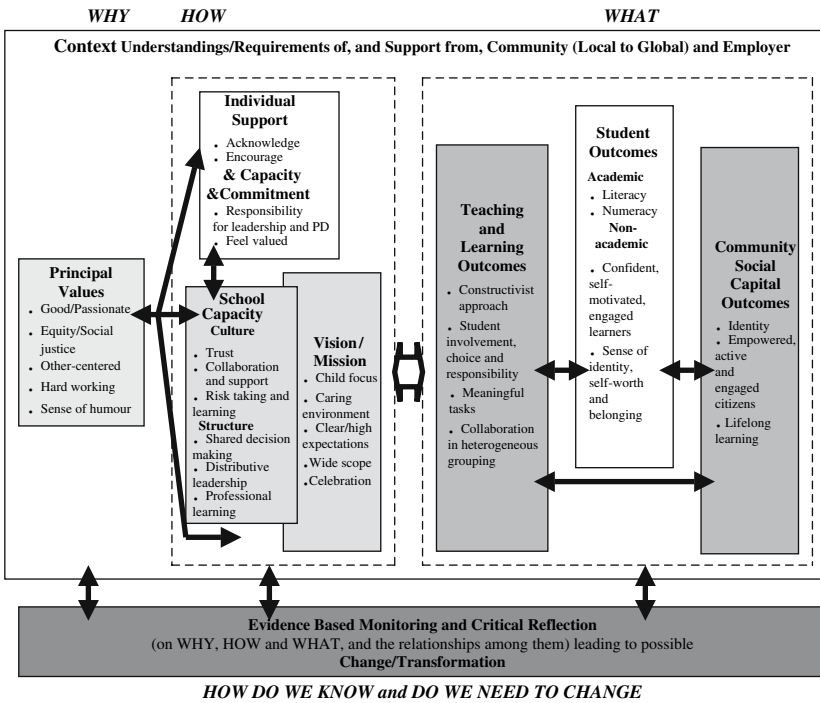 WHY
HOW
WHAT
Context Understandings/Requirements of, and Support from, Community (Local to Global) and Employer
Principal
Values
• Good/Passionate
• Equity/Social
justice
• Other-centered
• Hard working
• Sense of humour
Individual
Support
• Acknowledge
• Encourage
& Capacity
&Commitment
• Responsibility
for leadership and PD
• Feel valued
School
Capacity
Culture
• Trust
• Collaboration
and support
• Risk taking and
learning
Structure
• Shared decision
making
• Distributive
leadership
• Professional
learning
Vision/
Mission
• Child focus
• Caring
environment
• Clear/high
expectations
• Wide scope
• Celebration
Teaching
and
Learning
Outcomes
• Constructivist
approach
• Student
involvement,
choice and
responsibility
• Meaningful
tasks
• Collaboration
in heterogeneous
grouping
Student
Outcomes
Academic
• Literacy
• Numeracy
Non-
academic
• Confident,
self-
motivated,
engaged
learners
• Sense of
identity,
self-worth
and
belonging
Community
Social
Capital
Outcomes
• Identity
• Empowered,
active
and
engaged
citizens
• Lifelong
learning
Evidence Based Monitoring and Critical Reflection
(on WHY, HOW and WHAT, and the relationships among them) leading to possible
Change/Transformation
HOW DO WE KNOW and DO WE NEED TO CHANGE